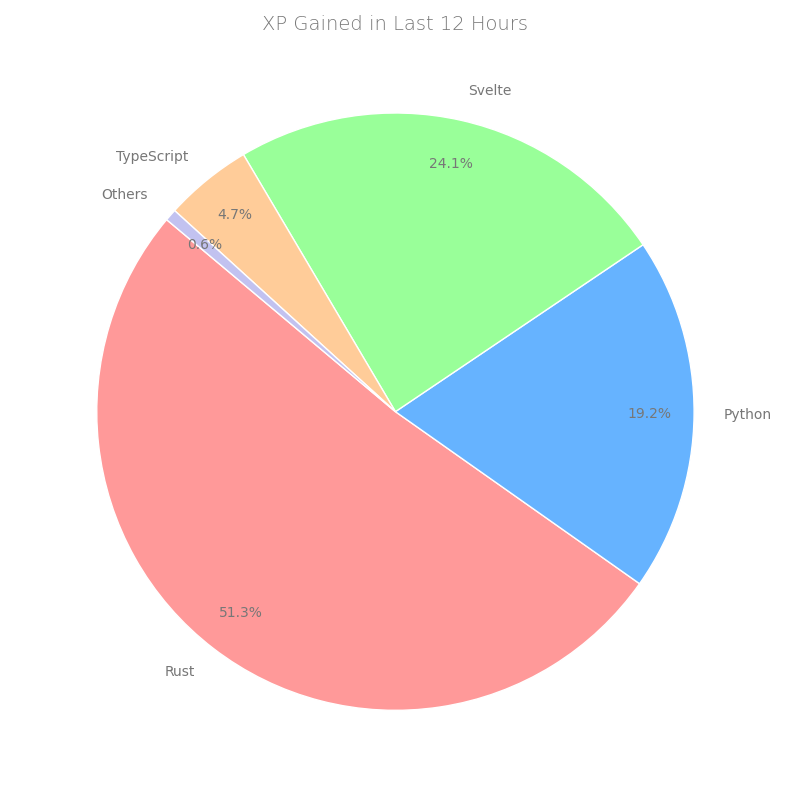 XP Gained in Last 12 Hours
Svelte
TypeScript
24.1%
Others
4.7%
0.6%
19.2%
Python
51.3%
Rust